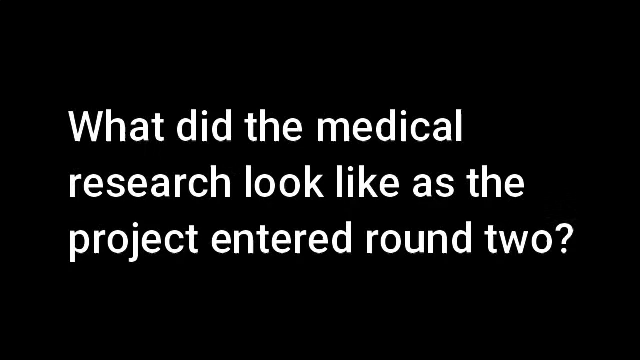 What did the medical
research look like as the
project entered round two?